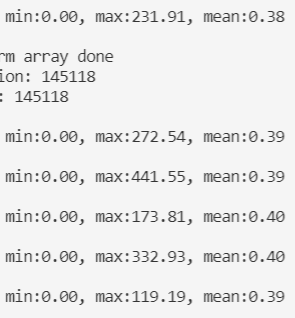 min:0.00, max:231.91, mean:0.38
rm array done
ion: 145118
: 145118
min:0.00, max:272.54, mean:0.39
min:0.00, max:441.55, mean:0.39
min:0.00, max:173.81, mean:0.40
min:0.00, max:332.93, mean:0.40
min:0.00, max:119.19, mean:0.39